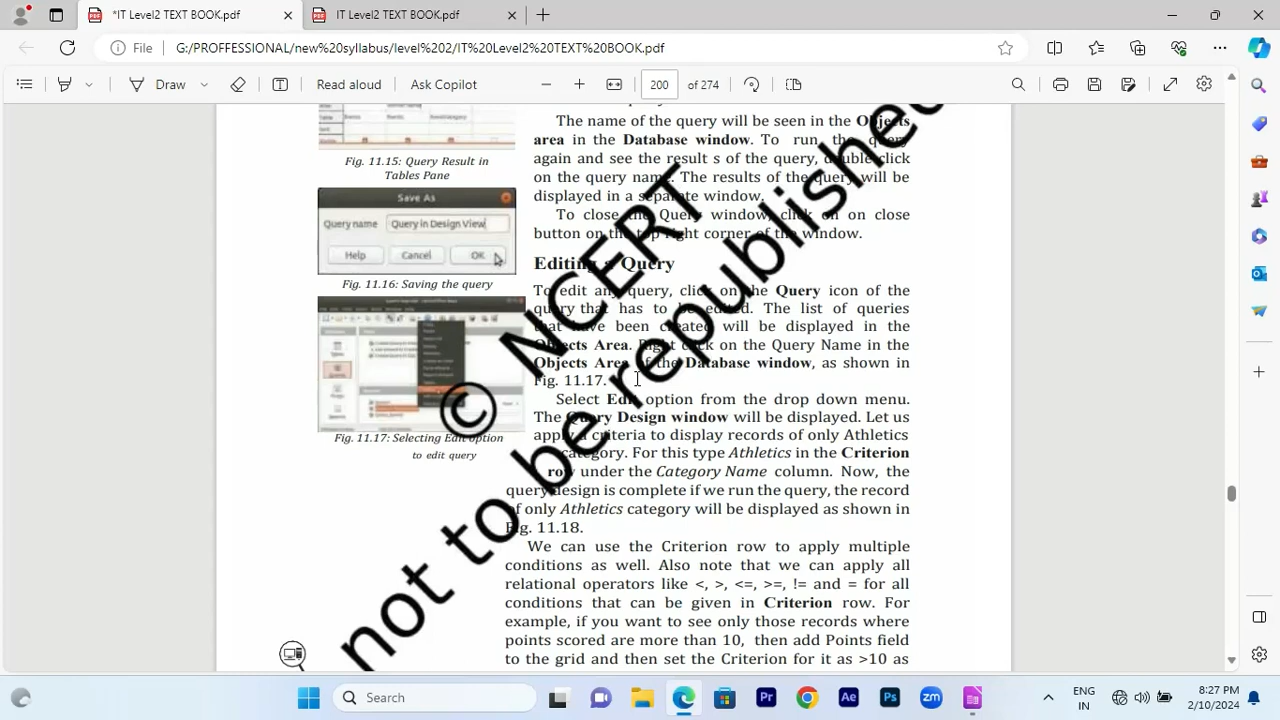 *IT Level2 TEXT BOOK.pdf
IT Level2 TEXT BOOK.pdf
File
G:/PROFFESSIONAL/new%20syllabus/level%202/IT%20Level2%20TEXT%20BOOK.pdf
Draw
Read aloud
Ask Copilot
200
of 274
Fig. 11.15: Query Result in
Tables Pane
Save As
Query name
Query in Design View
Help
Cancel
OK
Fig. 11.16: Saving the query
Fig. 11.17: Selecting Edit option
to edit query
The name of the query will be seen in the Objects
area in the Database window. To run the query
again and see the result s of the query, double click
on the query name. The results of the query will be
displayed in a separate window.
To close the Query window, click on on close
button on the top right corner of the window.
Editing a Query
To edit any query, click on the Query icon of the
query that has to be edited. The list of queries
that have been created will be displayed in the
Objects Area. Right click on the Query Name in the
Objects Area of the Database window, as shown in
Fig. 11.17.
Select Edit option from the drop down menu.
The Query Design window will be displayed. Let us
apply a criteria to display records of only Athletics
category. For this type Athletics in the Criterion
row under the Category Name column. Now, the
query design is complete if we run the query, the record
of only Athletics category will be displayed as shown in
Fig. 11.18.
We can use the Criterion row to apply multiple
conditions as well. Also note that we can apply all
relational operators like <, >, <=, >=, != and = for all
conditions that can be given in Criterion row. For
example, if you want to see only those records where
points scored are more than 10, then add Points field
to the grid and then set the Criterion for it as >10 as
© NCERT
not to be republished
Search
ENG
IN
8:27 PM
2/10/2024